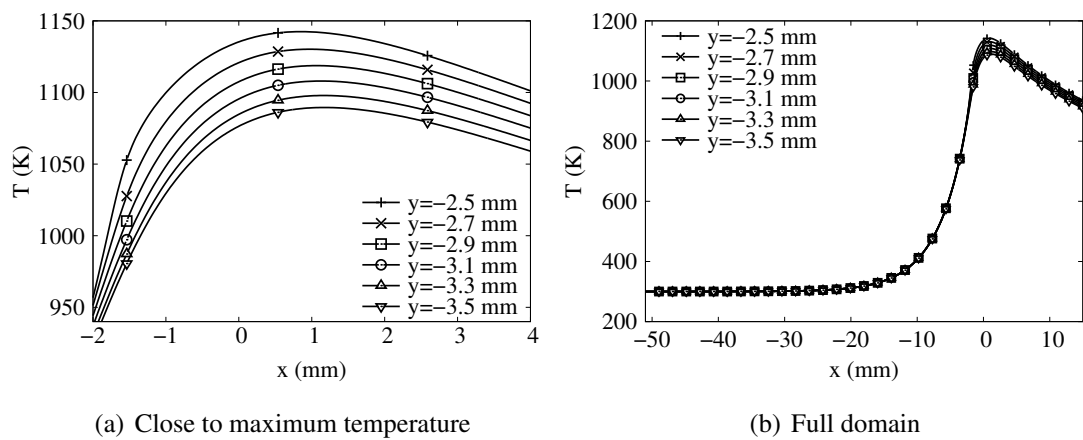 1150
1100
1050
1000
950
T (K)
−2 −1 0 1 2 3 4
x (mm)
y=−2.5 mm
y=−2.7 mm
y=−2.9 mm
y=−3.1 mm
y=−3.3 mm
y=−3.5 mm
(a) Close to maximum temperature
1200
1000
800
600
400
200
T (K)
−50 −40 −30 −20 −10 0 10
x (mm)
y=−2.5 mm
y=−2.7 mm
y=−2.9 mm
y=−3.1 mm
y=−3.3 mm
y=−3.5 mm
(b) Full domain